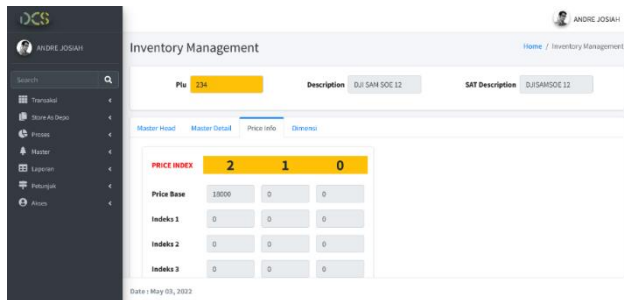 OCS
ANDRE JOSIAH
ANDRE JOSIAH
Inventory Management
Home / Inventory Management
Search
Plu 234 Description DJI SAM SOE 12 SAT Description DJISAMSOE 12
Transaksi
Store As Depo
Proses
Master
Laporan
Petunjuk
Akses
Master Head Master Detail Price Info Dimensi
PRICE INDEX 2 1 0
Price Base 18000 0 0
Indeks 1 0 0 0
Indeks 2 0 0 0
Indeks 3 0 0 0
Date : May 03, 2022